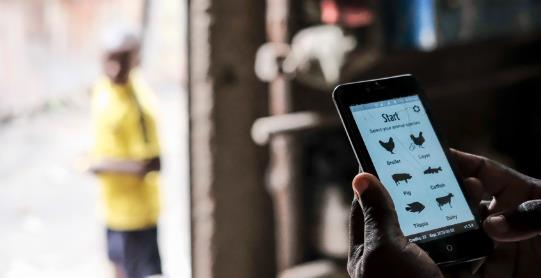 Start
Select your animal species:
Broiler Layer
Pig Catfish
Tilapia Dairy